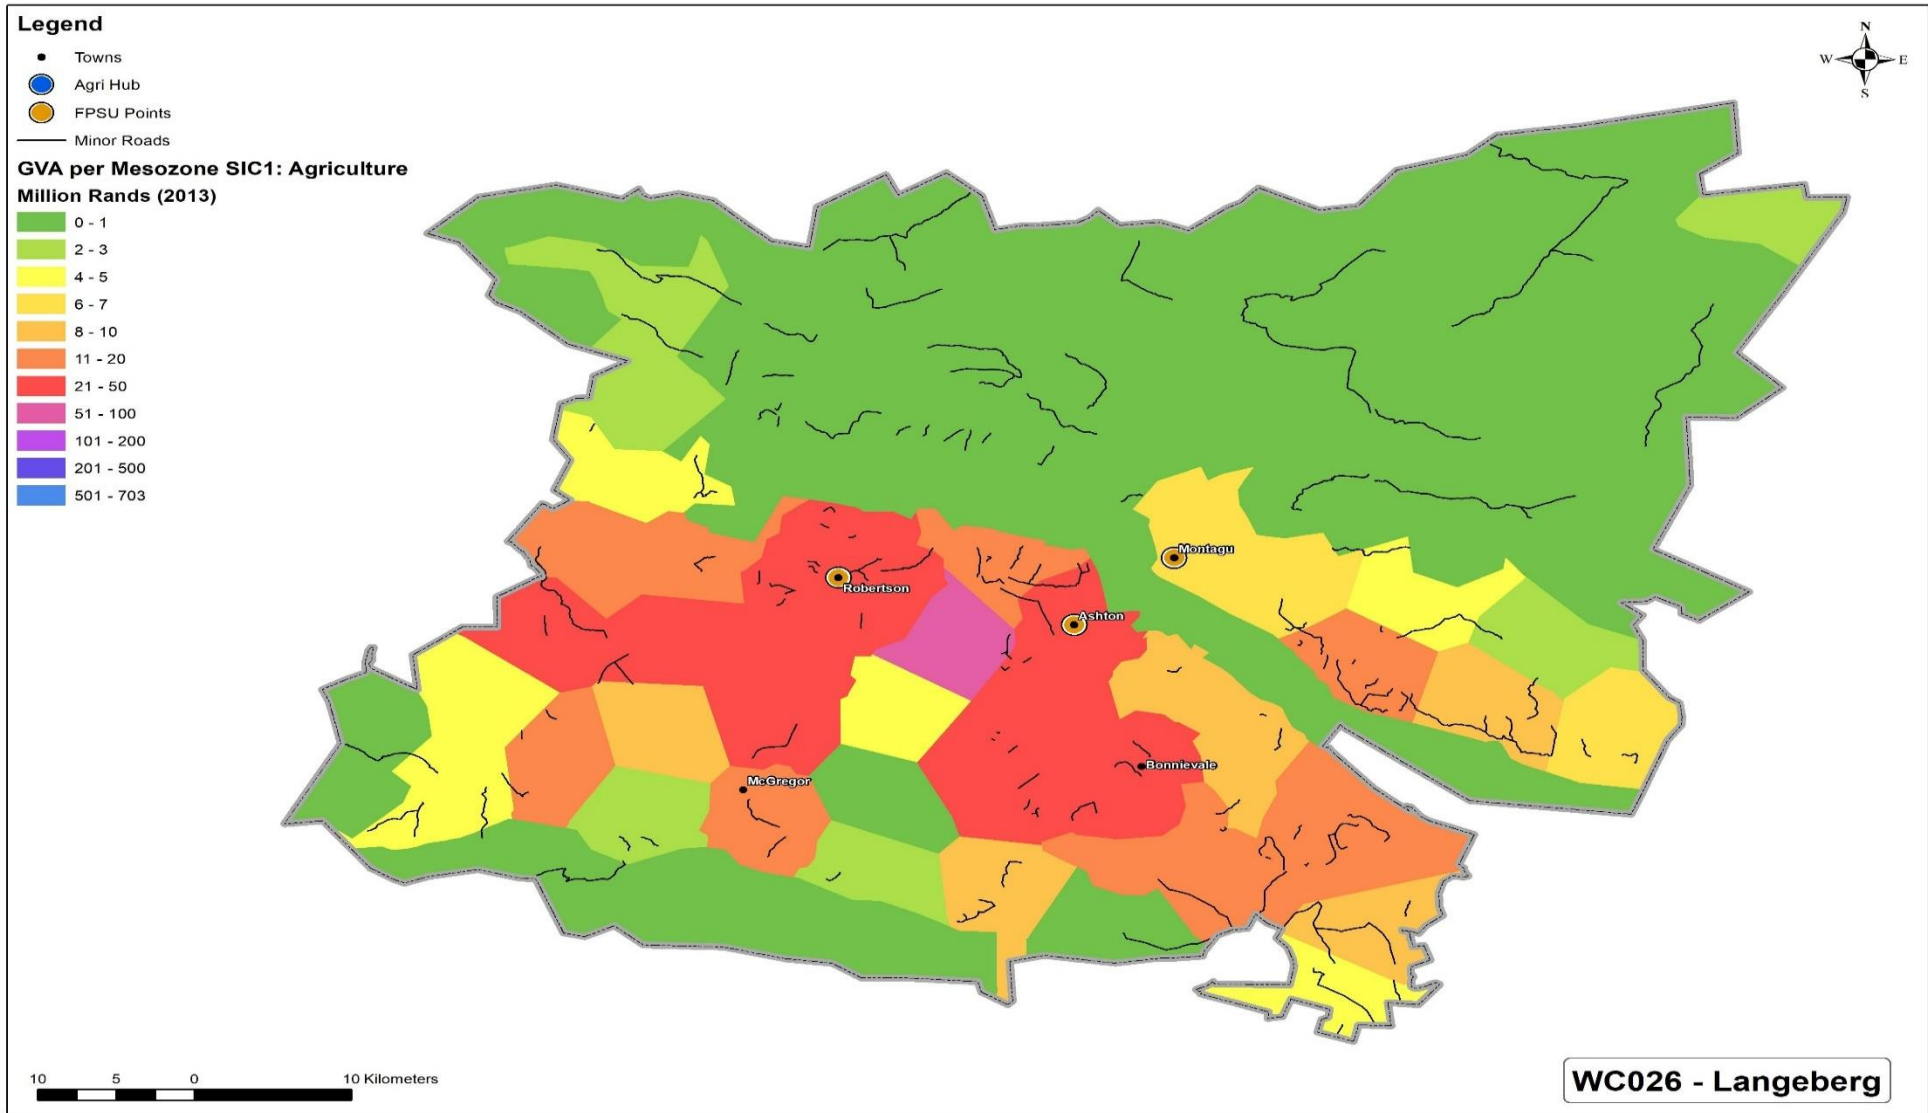 Legend
Towns
Agri Hub
FPSU Points
Minor Roads
GVA per Mesozone SIC1: Agriculture
Million Rands (2013)
0 - 1
2 - 3
4 - 5
6 - 7
8 - 10
11 - 20
21 - 50
51 - 100
101 - 200
201 - 500
501 - 703
N
W E
S
Montagu
Robertson
Ashton
Bonnievale
McGregor
10 5 0 10 Kilometers
WC026 - Langeberg